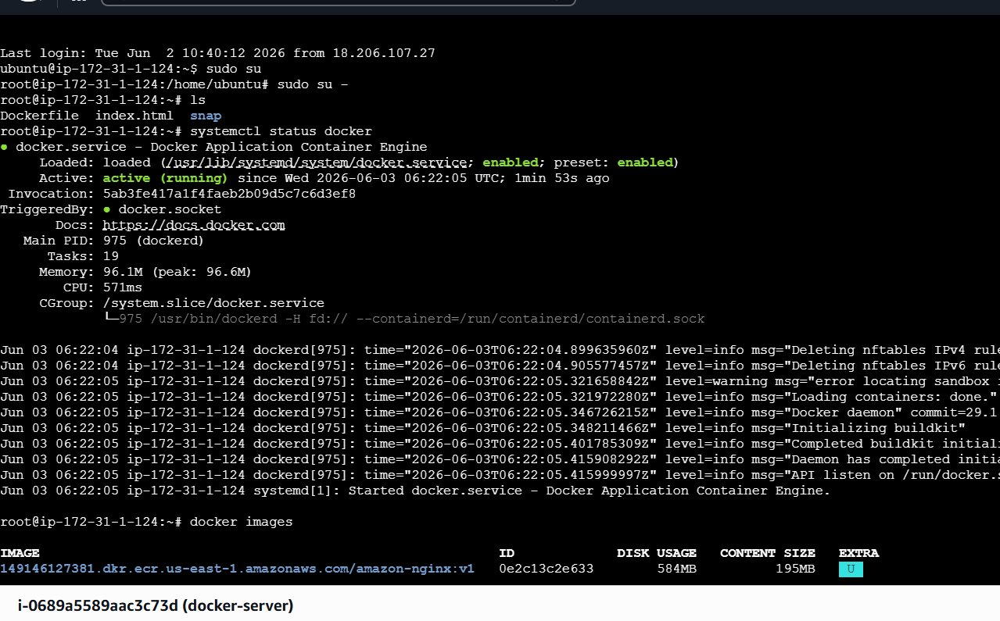 Last login: Tue Jun  2 10:40:12 2026 from 18.206.107.27
ubuntu@ip-172-31-1-124:~$ sudo su
root@ip-172-31-1-124:/home/ubuntu# sudo su -
root@ip-172-31-1-124:~# ls
Dockerfile  index.html  snap
root@ip-172-31-1-124:~# systemctl status docker
● docker.service - Docker Application Container Engine
     Loaded: loaded (/usr/lib/systemd/system/docker.service; enabled; preset: enabled)
     Active: active (running) since Wed 2026-06-03 06:22:05 UTC; 1min 53s ago
 Invocation: 5ab3fe417a1f4faeb2b09d5c7c6d3ef8
TriggeredBy: ● docker.socket
       Docs: https://docs.docker.com
   Main PID: 975 (dockerd)
      Tasks: 19
     Memory: 96.1M (peak: 96.6M)
        CPU: 571ms
     CGroup: /system.slice/docker.service
             └─975 /usr/bin/dockerd -H fd:// --containerd=/run/containerd/containerd.sock
Jun 03 06:22:04 ip-172-31-1-124 dockerd[975]: time="2026-06-03T06:22:04.899635960Z" level=info msg="Deleting nftables IPv4
Jun 03 06:22:04 ip-172-31-1-124 dockerd[975]: time="2026-06-03T06:22:04.905577457Z" level=info msg="Deleting nftables IPv6
Jun 03 06:22:05 ip-172-31-1-124 dockerd[975]: time="2026-06-03T06:22:05.321658842Z" level=warning msg="error locating sandbox
Jun 03 06:22:05 ip-172-31-1-124 dockerd[975]: time="2026-06-03T06:22:05.321972280Z" level=info msg="Loading containers: done."
Jun 03 06:22:05 ip-172-31-1-124 dockerd[975]: time="2026-06-03T06:22:05.346726215Z" level=info msg="Docker daemon" commit=29.1
Jun 03 06:22:05 ip-172-31-1-124 dockerd[975]: time="2026-06-03T06:22:05.348211466Z" level=info msg="Initializing buildkit"
Jun 03 06:22:05 ip-172-31-1-124 dockerd[975]: time="2026-06-03T06:22:05.401785309Z" level=info msg="Completed buildkit
Jun 03 06:22:05 ip-172-31-1-124 dockerd[975]: time="2026-06-03T06:22:05.415908292Z" level=info msg="Daemon has completed
Jun 03 06:22:05 ip-172-31-1-124 dockerd[975]: time="2026-06-03T06:22:05.415999997Z" level=info msg="API listen on /run/docker.
Jun 03 06:22:05 ip-172-31-1-124 systemd[1]: Started docker.service - Docker Application Container Engine.
root@ip-172-31-1-124:~# docker images
IMAGE ID DISK USAGE CONTENT SIZE EXTRA
149146127381.dkr.ecr.us-east-1.amazonaws.com/amazon-nginx:v1 0e2c13c2e633 584MB 195MB U
i-0689a5589aac3c73d (docker-server)